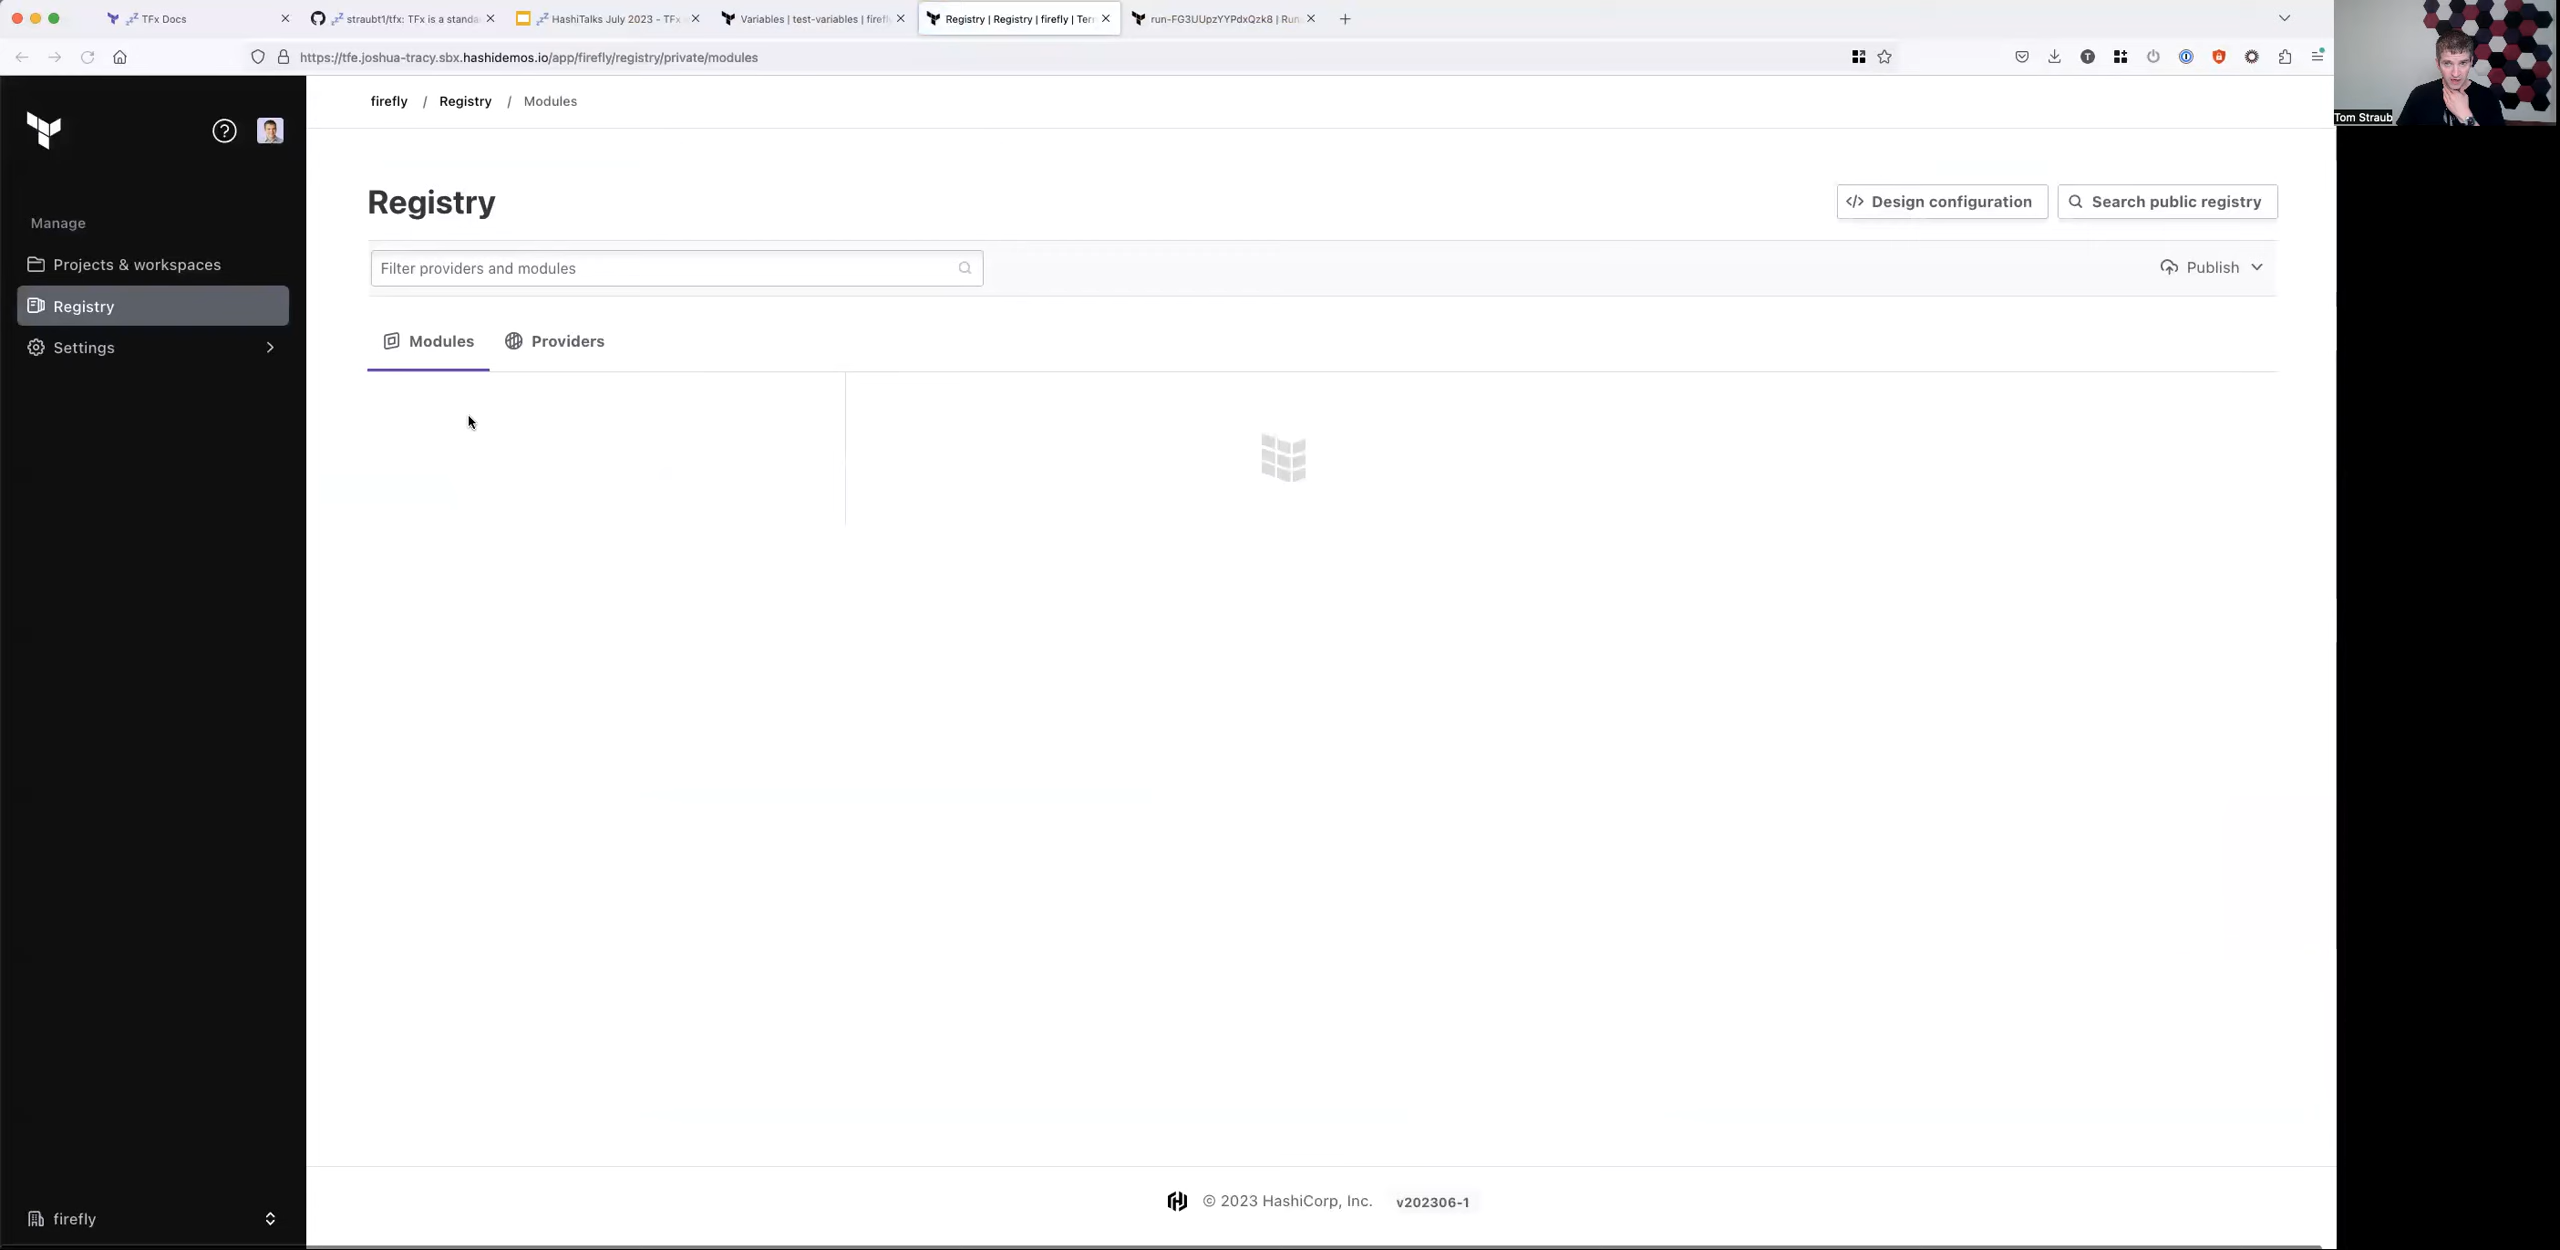 TFx Docs
straubt1/tfx: TFx is a standa
HashiTalks July 2023 - TFx
Variables | test-variables | firefl
Registry | Registry | firefly | Terr
run-FG3UUpzYYPdxQzk8 | Run
https://tfe.joshua-tracy.sbx.hashidemos.io/app/firefly/registry/private/modules
Tom Straub
firefly / Registry / Modules
Manage
Projects & workspaces
Registry
Settings
firefly
Registry
Design configuration
Search public registry
Filter providers and modules
Publish
Modules
Providers
© 2023 HashiCorp, Inc. v202306-1